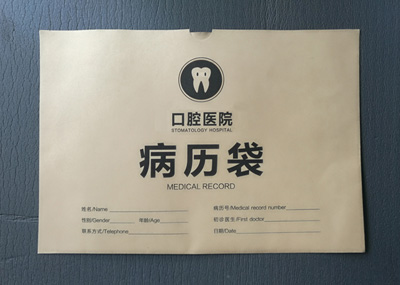 口腔医院
STOMATOLOGY HOSPITAL
病历袋
MEDICAL RECORD
姓名/Name
病历号/Medical record number
性别/Gender 年龄/Age
初诊医生/First doctor
联系方式/Telephone
日期/Date